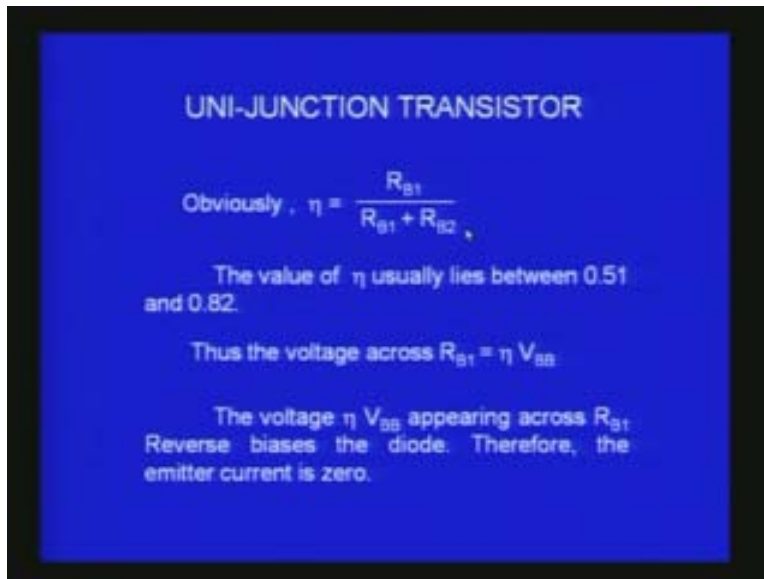 UNI-JUNCTION TRANSISTOR
Obviously , η = R_B1 / R_B1 + R_B2
The value of η usually lies between 0.51
and 0.82.
Thus the voltage across R_B1 = η V_BB
The voltage η V_BB appearing across R_B1
Reverse biases the diode. Therefore, the
emitter current is zero.